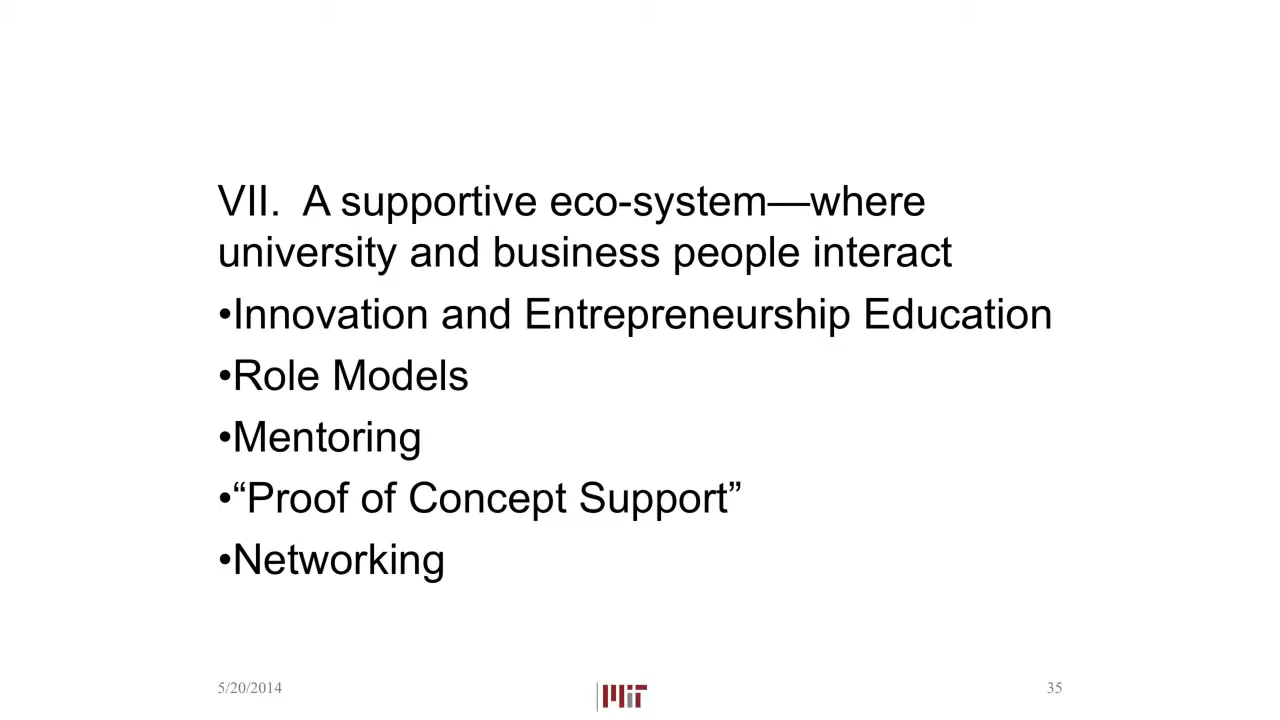 VII.  A supportive eco-system—where
university and business people interact
•Innovation and Entrepreneurship Education
•Role Models
•Mentoring
•“Proof of Concept Support”
•Networking
5/20/2014
MIT
35